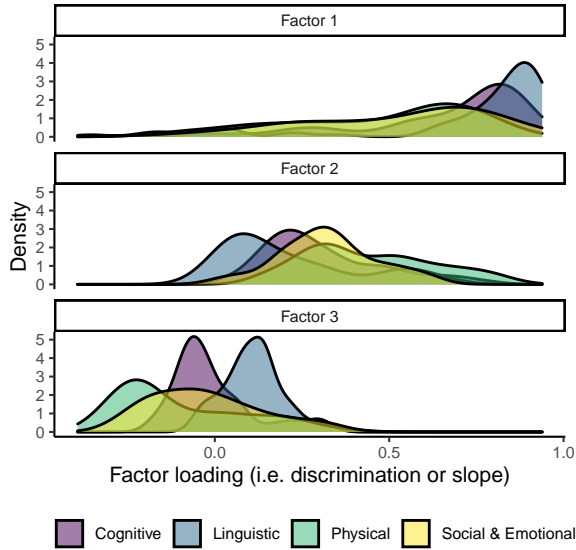 Factor 1
5
4
3
2
1
0
Factor 2
5
4
3
2
1
0
Factor 3
5
4
3
2
1
0
Density
0.0 0.5 1.0
Factor loading (i.e. discrimination or slope)
Cognitive Linguistic Physical Social & Emotional